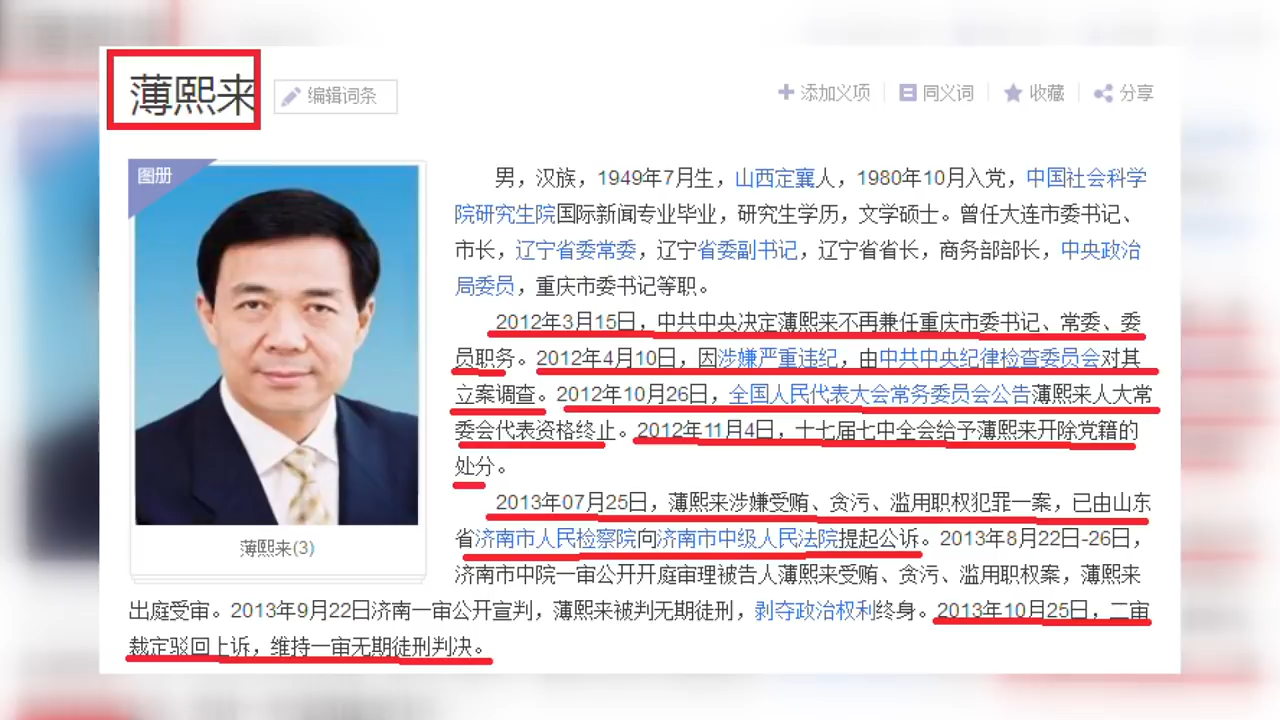 薄熙来
编辑词条
添加义项
同义词
收藏
分享
图册
男，汉族，1949年7月生，山西定襄人，1980年10月入党，中国社会科学
院研究生院国际新闻专业毕业，研究生学历，文学硕士。曾任大连市委书记、
市长，辽宁省委常委，辽宁省委副书记，辽宁省省长，商务部部长，中央政治
局委员，重庆市委书记等职。
2012年3月15日，中共中央决定薄熙来不再兼任重庆市委书记、常委、委
员职务。2012年4月10日，因涉嫌严重违纪，由中共中央纪律检查委员会对其
立案调查。2012年10月26日，全国人民代表大会常务委员会公告薄熙来人大常
委会代表资格终止。2012年11月4日，十七届七中全会给予薄熙来开除党籍的
处分。
2013年07月25日，薄熙来涉嫌受贿、贪污、滥用职权犯罪一案，已由山东
省济南市人民检察院向济南市中级人民法院提起公诉。2013年8月22日-26日，
薄熙来(3)
济南市中院一审公开开庭审理被告人薄熙来受贿、贪污、滥用职权案，薄熙来
出庭受审。2013年9月22日济南一审公开宣判，薄熙来被判无期徒刑，剥夺政治权利终身。2013年10月25日，二审
裁定驳回上诉，维持一审无期徒刑判决。